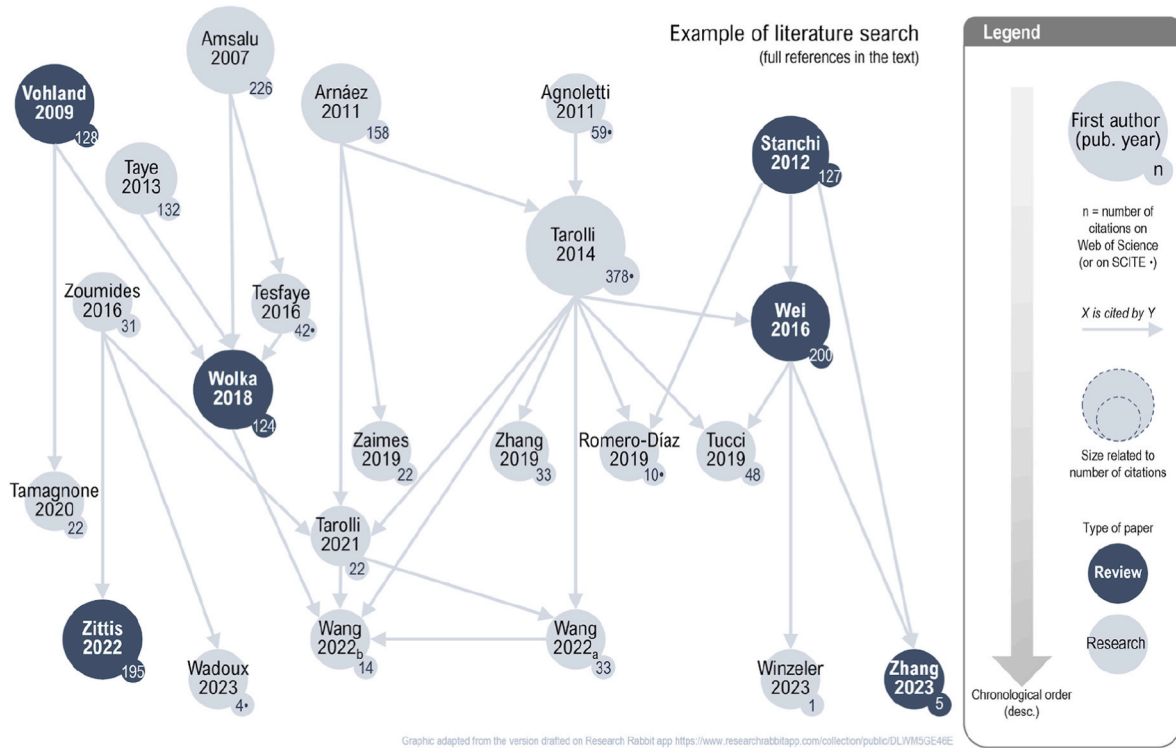 Example of literature search
(full references in the text)
Amsalu
2007
226
Vohland
2009
128
Arnáez
2011
158
Agnoletti
2011
59•
Stanchi
2012
127
Taye
2013
132
Tarolli
2014
378•
Zoumides
2016
31
Tesfaye
2016
42•
Wei
2016
200
Wolka
2018
124
Zaimes
2019
22
Zhang
2019
33
Romero-Díaz
2019
10•
Tucci
2019
48
Tamagnone
2020
22
Tarolli
2021
22
Zittis
2022
195
Wang
2022b
14
Wang
2022a
33
Wadoux
2023
4•
Winzeler
2023
1
Zhang
2023
5
Legend
First author
(pub. year)
n
n = number of
citations on
Web of Science
(or on SCITE •)
X is cited by Y
Size related to
number of citations
Type of paper
Review
Research
Chronological order
(desc.)
Graphic adapted from the version drafted on Research Rabbit app https://www.researchrabbitapp.com/collection/public/DLWM5GE46E